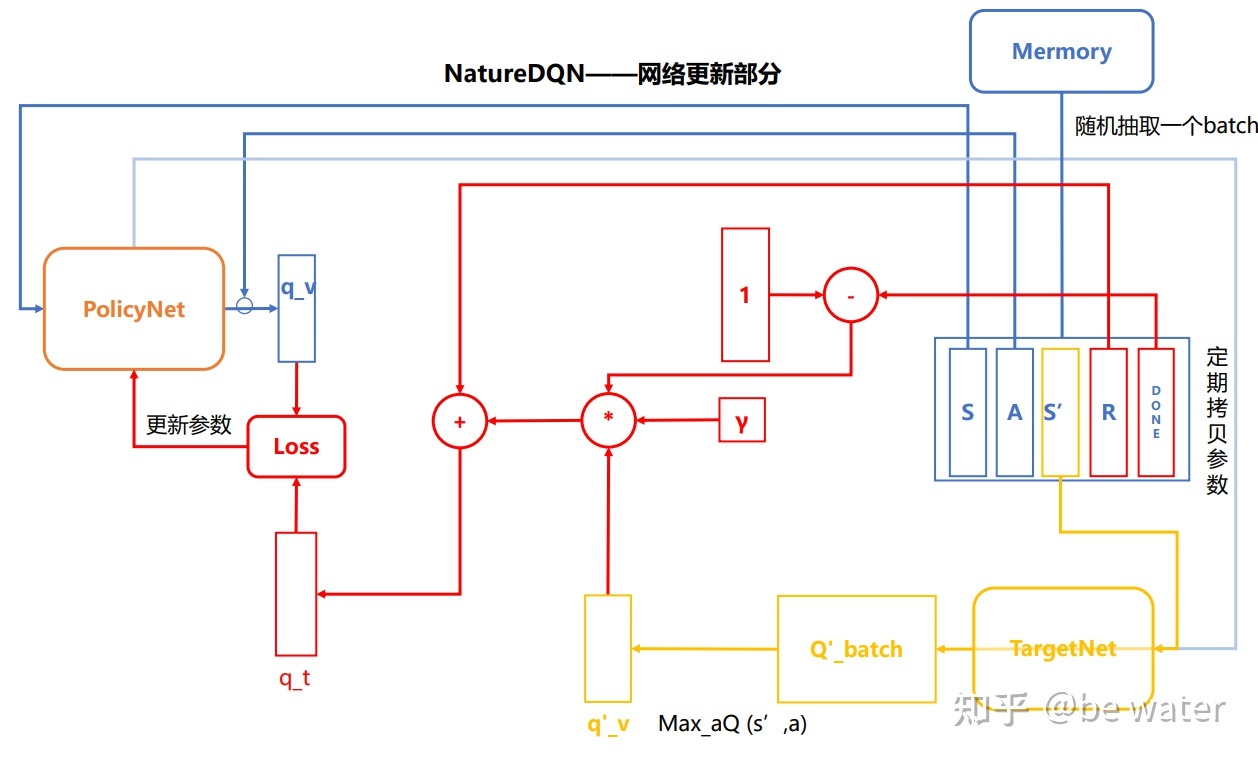 Mermory
NatureDQN——网络更新部分
随机抽取一个batch
q_v
PolicyNet
1
-
定期拷贝参数
S
A
S’
R
DONE
更新参数
Loss
+
*
γ
q_t
Q'_batch
TargetNet
q'_v
Max_aQ (s’,a)
知乎 @be water